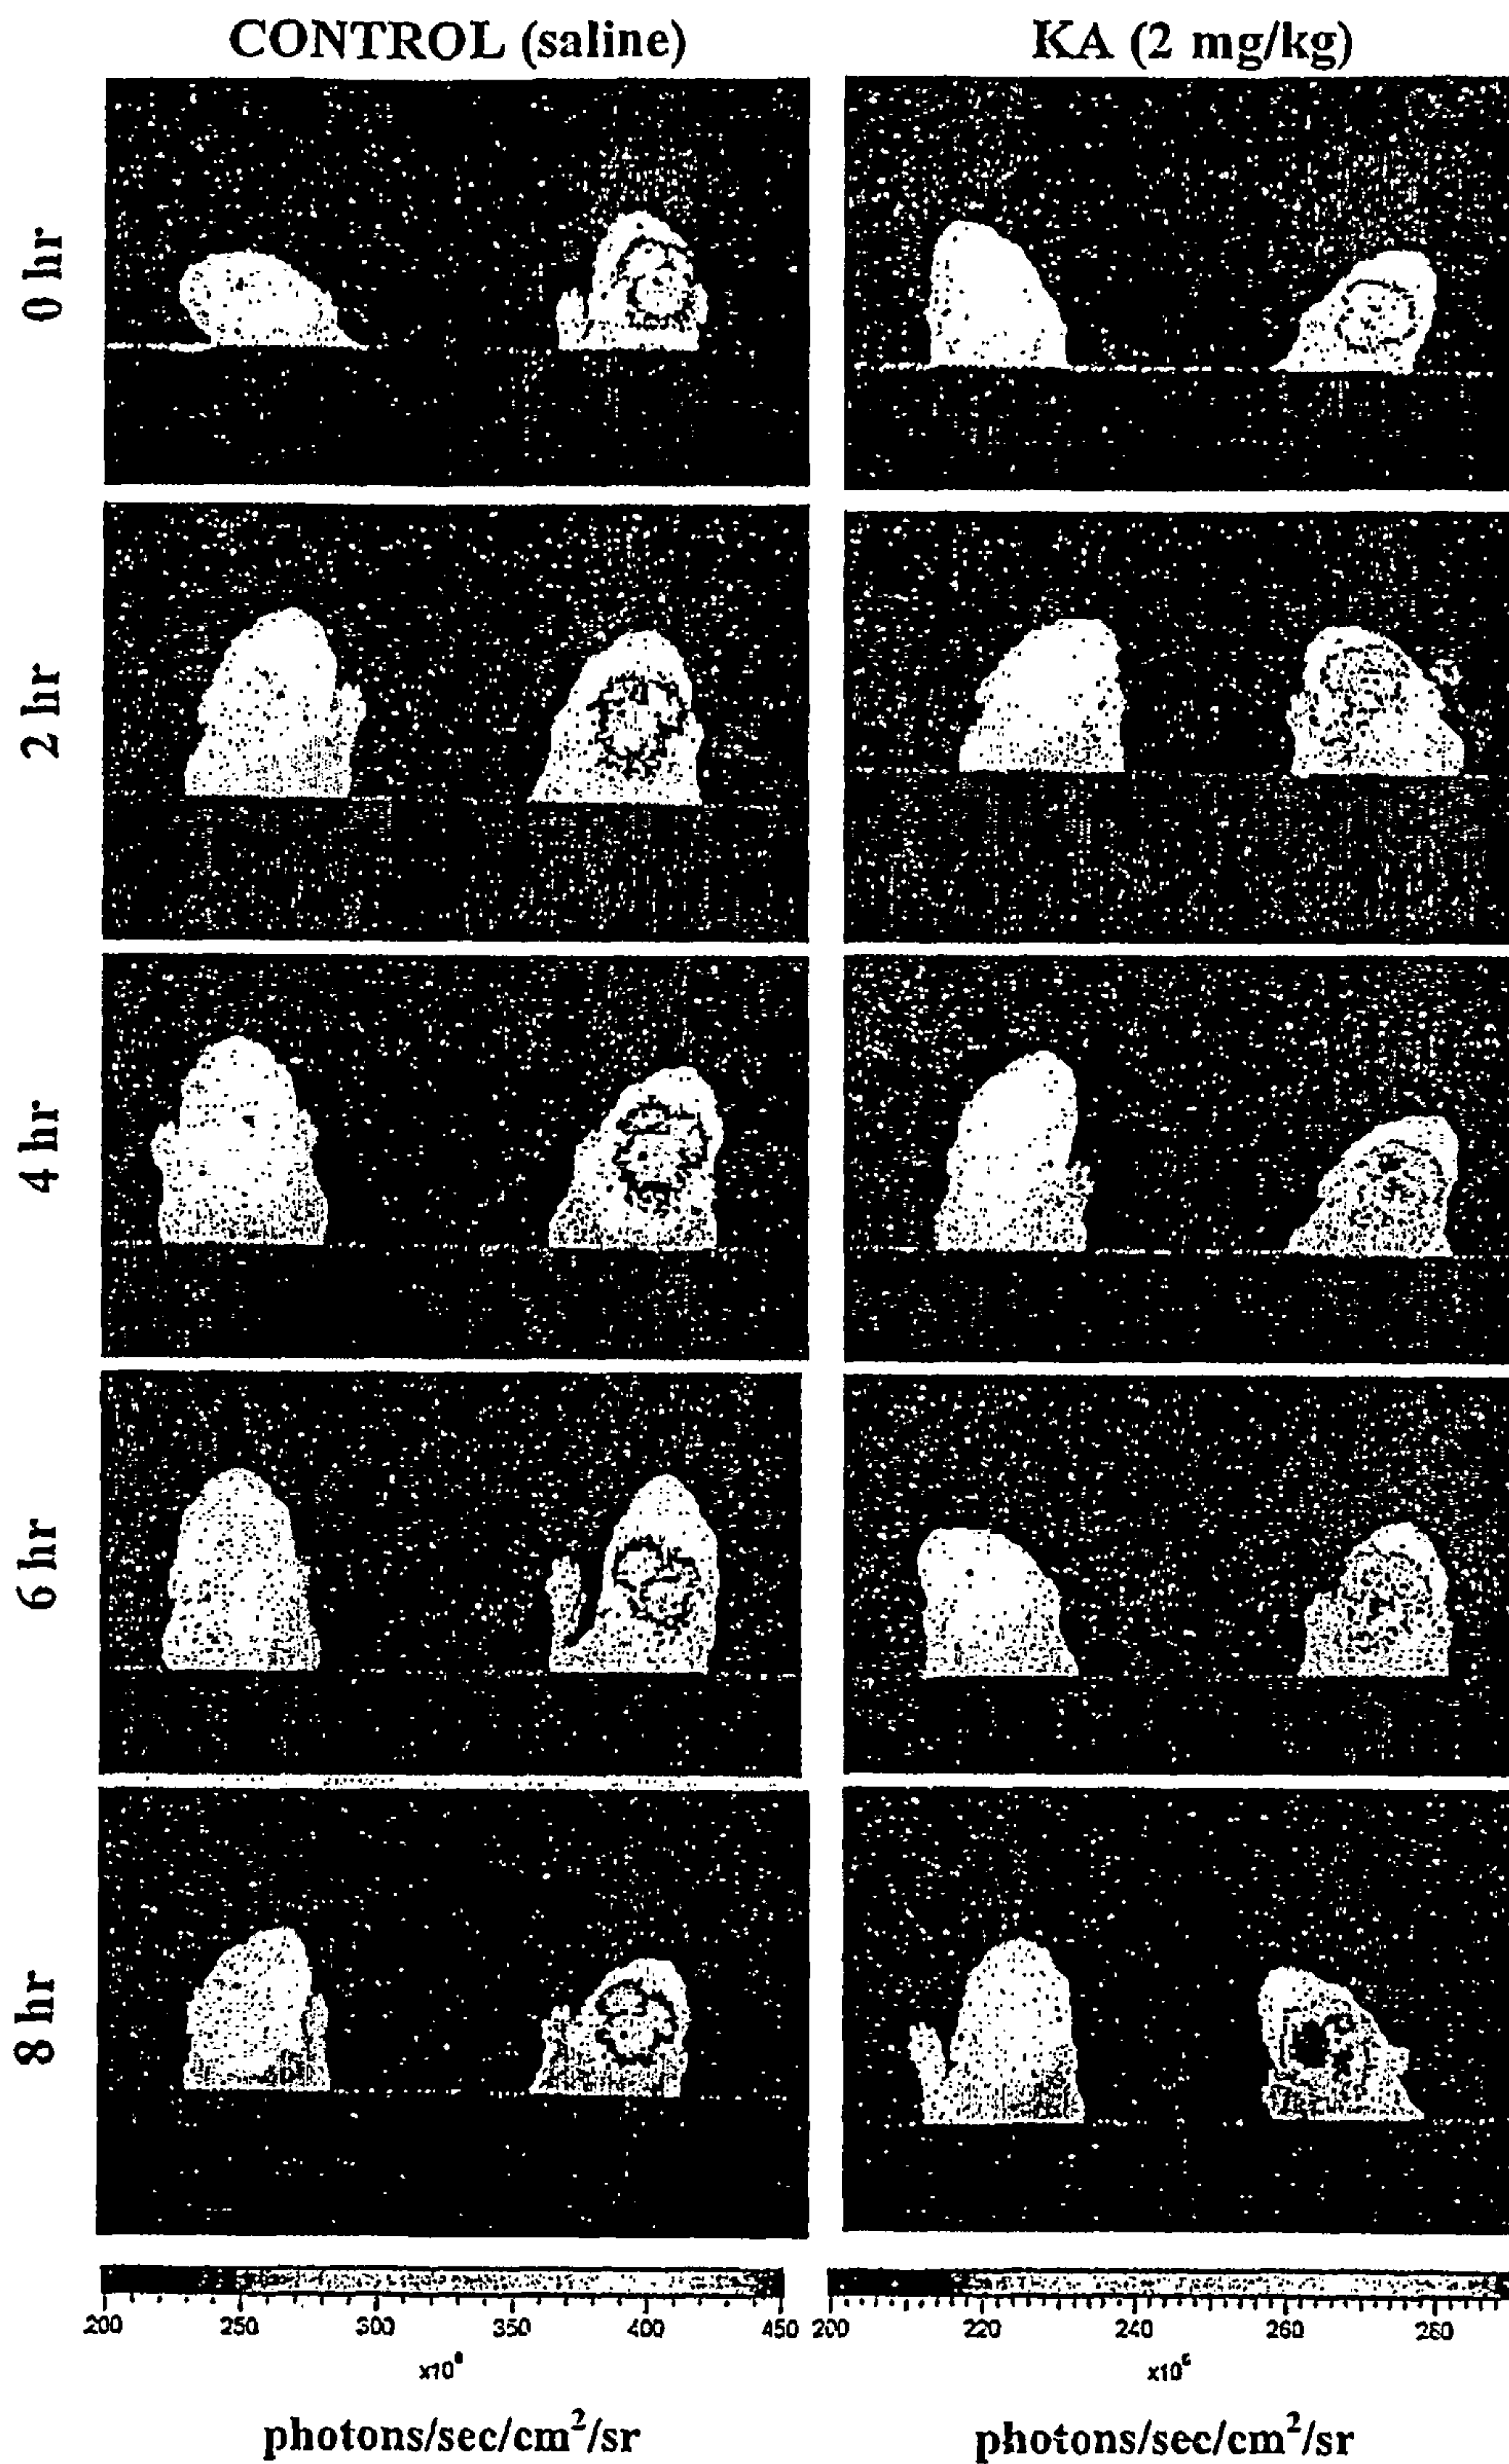 CONTROL (saline)
KA (2 mg/kg)
0 hr
2 hr
4 hr
6 hr
8 hr
200 250 300 350 400 450
200 220 240 260 280
x10⁶
x10⁶
photons/sec/cm²/sr
photons/sec/cm²/sr